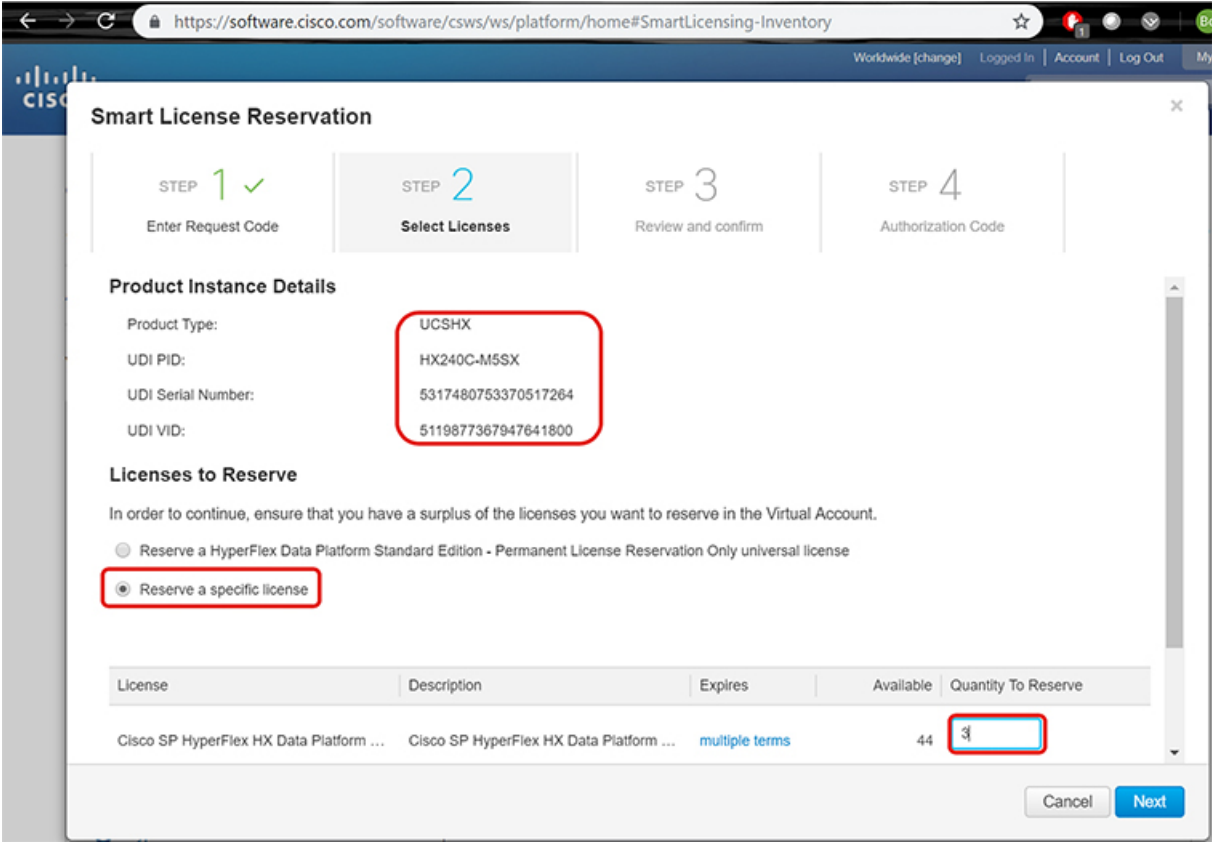 https://software.cisco.com/software/csws/ws/platform/home#SmartLicensing-Inventory
1
Worldwide [change] Logged In Account Log Out My
CISC
Smart License Reservation
STEP 1 STEP 2 STEP 3 STEP 4
Enter Request Code Select Licenses Review and confirm Authorization Code
Product Instance Details
Product Type: UCSHX
UDI PID: HX240C-M5SX
UDI Serial Number: 5317480753370517264
UDI VID: 5119877367947641800
Licenses to Reserve
In order to continue, ensure that you have a surplus of the licenses you want to reserve in the Virtual Account.
Reserve a HyperFlex Data Platform Standard Edition - Permanent License Reservation Only universal license
Reserve a specific license
License Description Expires Available Quantity To Reserve
Cisco SP HyperFlex HX Data Platform ... Cisco SP HyperFlex HX Data Platform ... multiple terms 44 3
Cancel Next